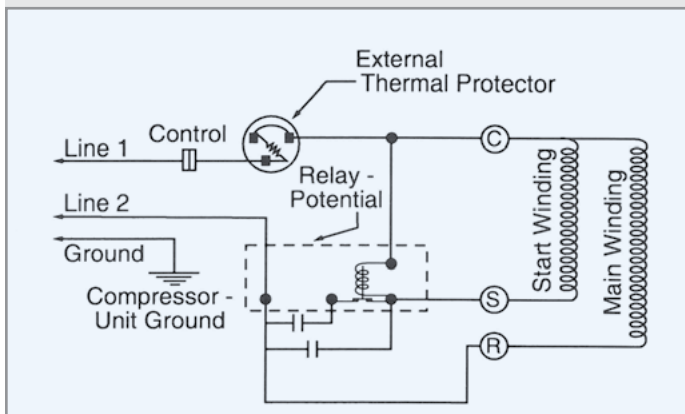 External
Thermal Protector
Control
Line 1
C
Relay -
Potential
Line 2
Ground
Compressor -
Unit Ground
S
R
Start Winding
Main Winding